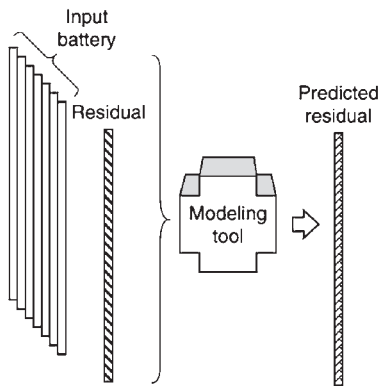 Input
battery
Residual
Modeling
tool
Predicted
residual